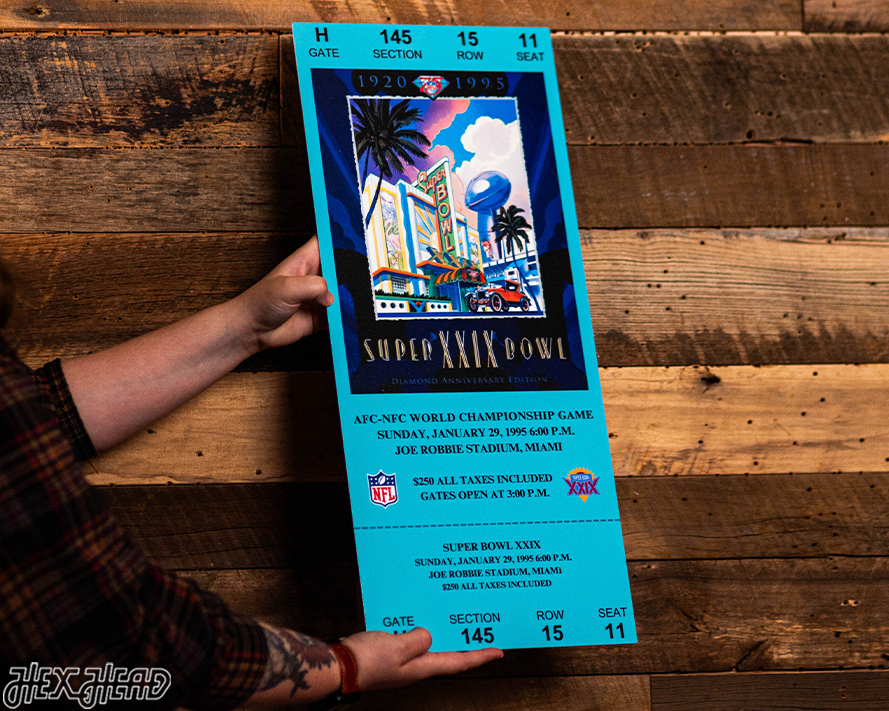 H 145 15 11
GATE SECTION ROW SEAT
1920 75 1995
SUPER BOWL
SUPER XXIX BOWL
DIAMOND ANNIVERSARY EDITION
AFC-NFC WORLD CHAMPIONSHIP GAME
SUNDAY, JANUARY 29, 1995 6:00 P.M.
JOE ROBBIE STADIUM, MIAMI
$250 ALL TAXES INCLUDED
GATES OPEN AT 3:00 P.M.
NFL
XXIX
SUPER BOWL XXIX
SUNDAY, JANUARY 29, 1995 6:00 P.M.
JOE ROBBIE STADIUM, MIAMI
$250 ALL TAXES INCLUDED
GATE SECTION ROW SEAT
H 145 15 11
HEX HEAD